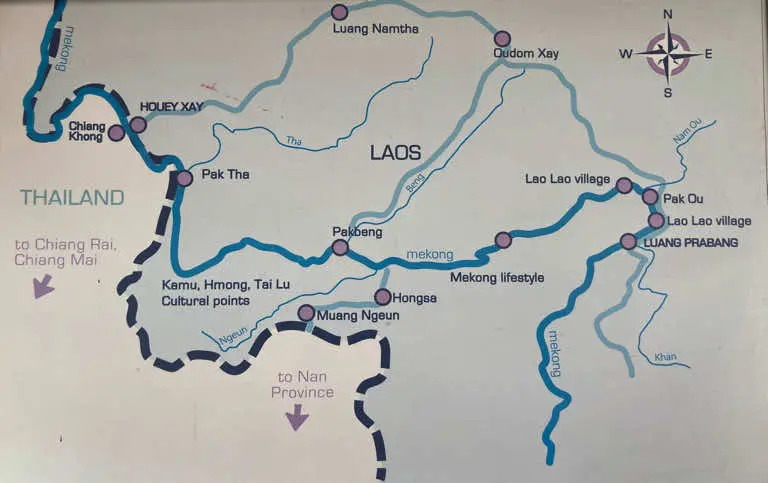 mekong
Luang Namtha
Oudom Xay
N
W
E
S
HOUEY XAY
Chiang
Khong
Tha
LAOS
Nam Ou
Pak Tha
Beng
Lao Lao village
Pak Ou
THAILAND
Lao Lao village
Pakbeng
mekong
LUANG PRABANG
to Chiang Rai,
Chiang Mai
Mekong lifestyle
Kamu, Hmong, Tai Lu
Cultural points
Hongsa
Muang Ngeun
Ngeun
mekong
Khan
to Nan
Province